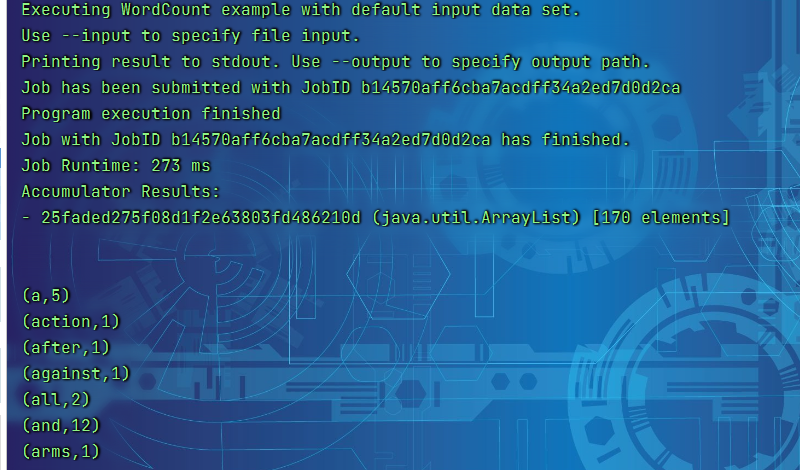 Executing WordCount example with default input data set.
Use --input to specify file input.
Printing result to stdout. Use --output to specify output path.
Job has been submitted with JobID b14570aff6cba7acdff34a2ed7d0d2ca
Program execution finished
Job with JobID b14570aff6cba7acdff34a2ed7d0d2ca has finished.
Job Runtime: 273 ms
Accumulator Results:
- 25faded275f08d1f2e63803fd486210d (java.util.ArrayList) [170 elements]
(a,5)
(action,1)
(after,1)
(against,1)
(all,2)
(and,12)
(arms,1)